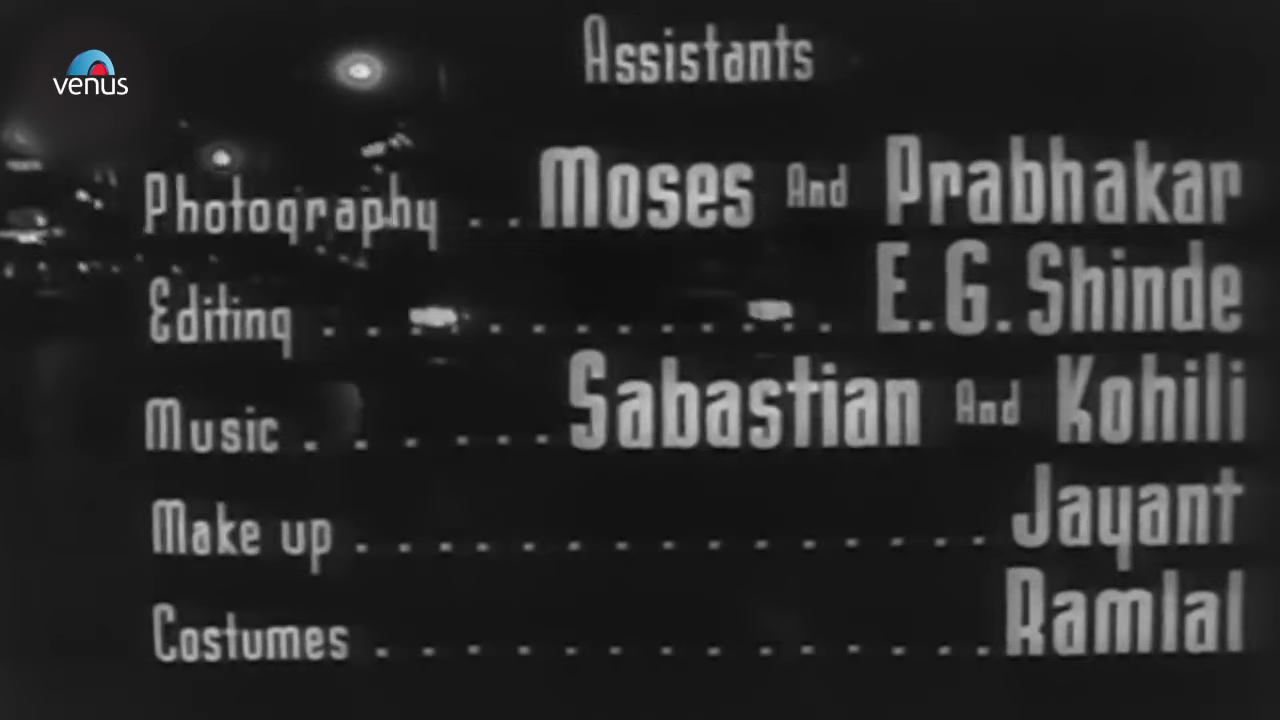 venus
Assistants
Photography . . Moses And Prabhakar
Editing . . . . . . . . . . . . E.G. Shinde
Music . . . . . . . Sabastian And Kohili
Make up . . . . . . . . . . . . . . . . Jayant
Costumes . . . . . . . . . . . . . . Ramlal